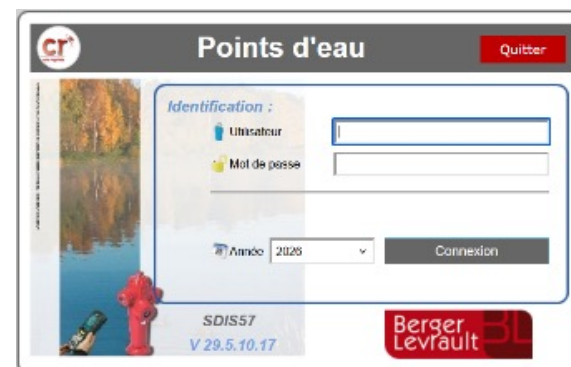 cr+
Points d'eau
Quitter
Identification :
Utilisateur
Mot de passe
Année 2026
Connexion
SDIS57
V 29.5.10.17
Berger
Levrault
BL